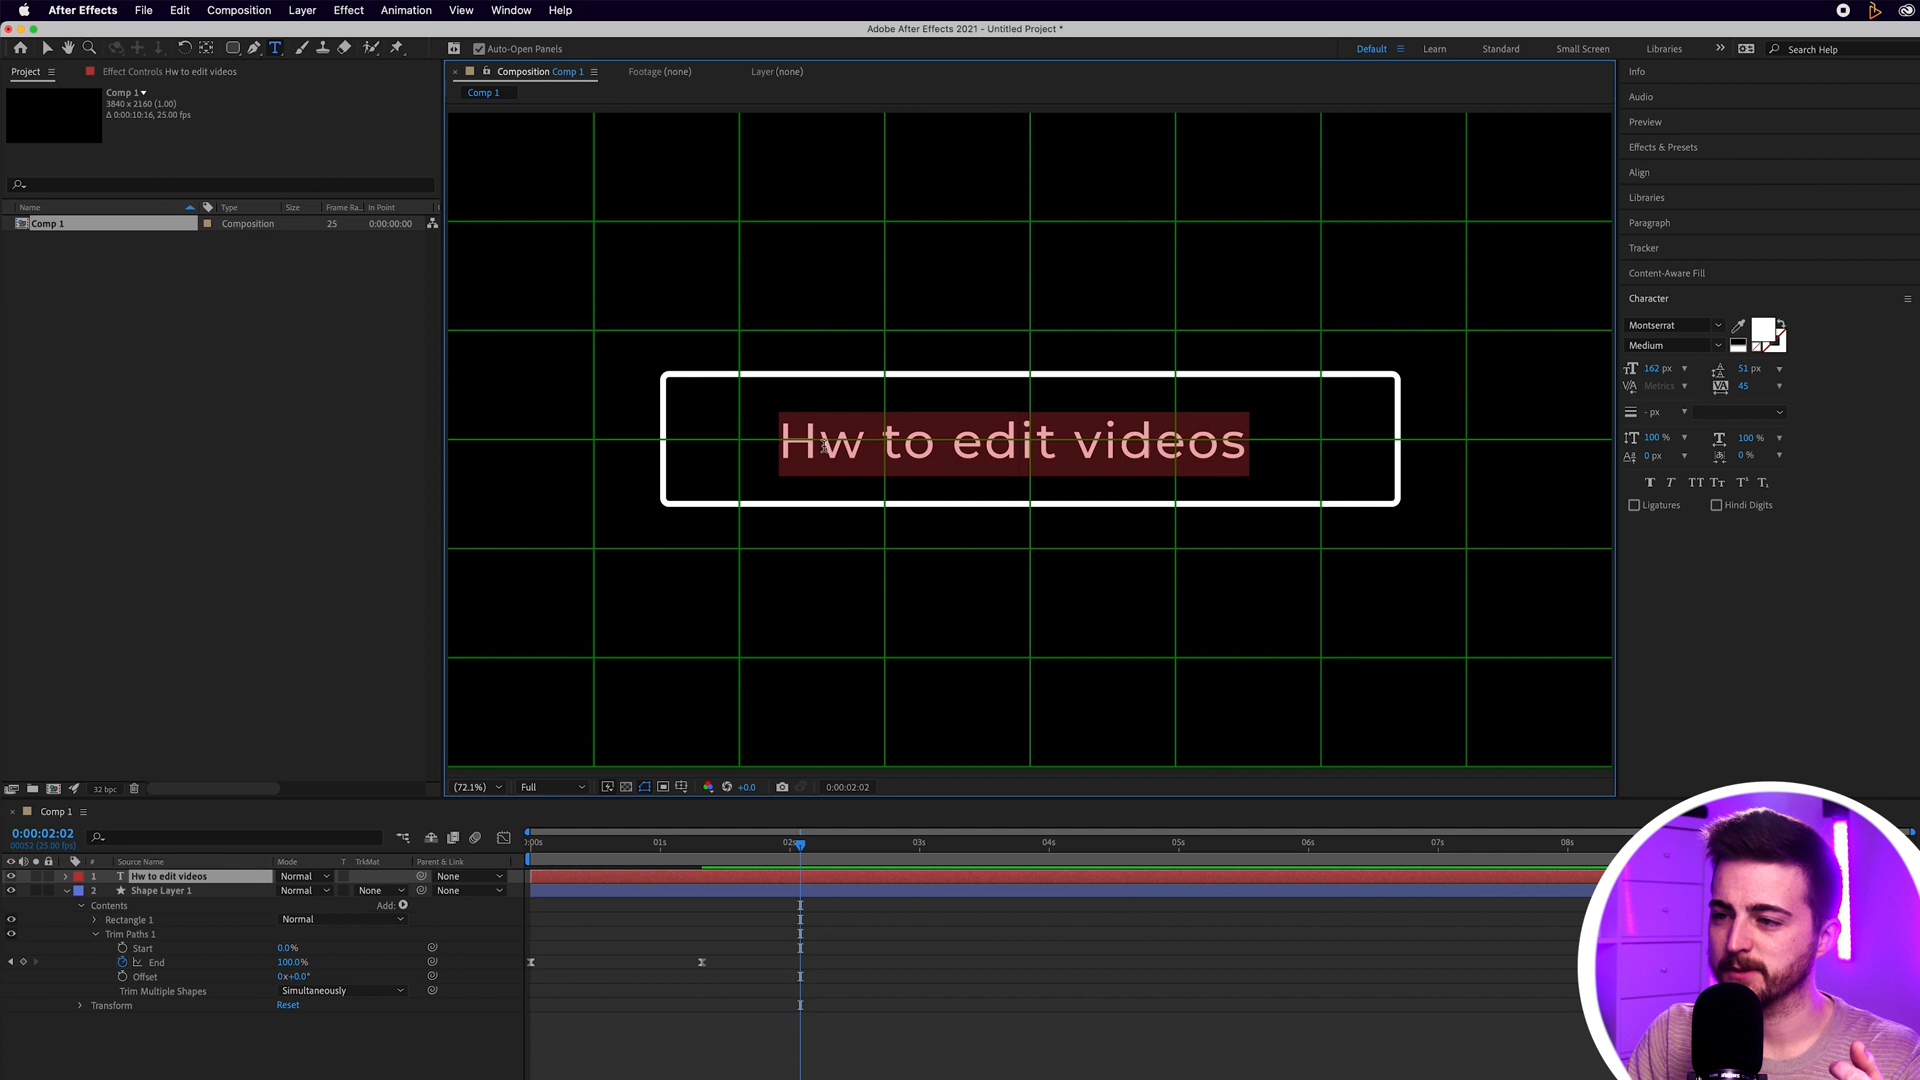 After Effects File Edit Composition Layer Effect Animation View Window Help
Adobe After Effects 2021 - Untitled Project *
Auto-Open Panels
Default Learn Standard Small Screen Libraries Search Help
Project Effect Controls Hw to edit videos
Composition Comp 1 Footage (none) Layer (none)
Comp 1
Comp 1
3840 x 2160 (1.00)
Δ 0:00:10:16, 25.00 fps
Name Type Size Frame Ra... In Point
Comp 1 Composition 25 0:00:00:00
Hw to edit videos
Info
Audio
Preview
Effects & Presets
Align
Libraries
Paragraph
Tracker
Content-Aware Fill
Character
Montserrat
Medium
162 px 51 px
Metrics 45
- px
100 % 100 %
0 px 0 %
Ligatures Hindi Digits
32 bpc
(72.1%) Full +0.0 0:00:02:02
Comp 1
0:00:02:02
00052 (25.00 fps)
:00s 01s 02s 03s 04s 05s 06s 07s 08s
# Source Name Mode T TrkMat Parent & Link
1 T Hw to edit videos Normal None
2 Shape Layer 1 Normal None None
Contents Add:
Rectangle 1 Normal
Trim Paths 1
Start 0.0%
End 100.0%
Offset 0x+0.0°
Trim Multiple Shapes Simultaneously
Transform Reset